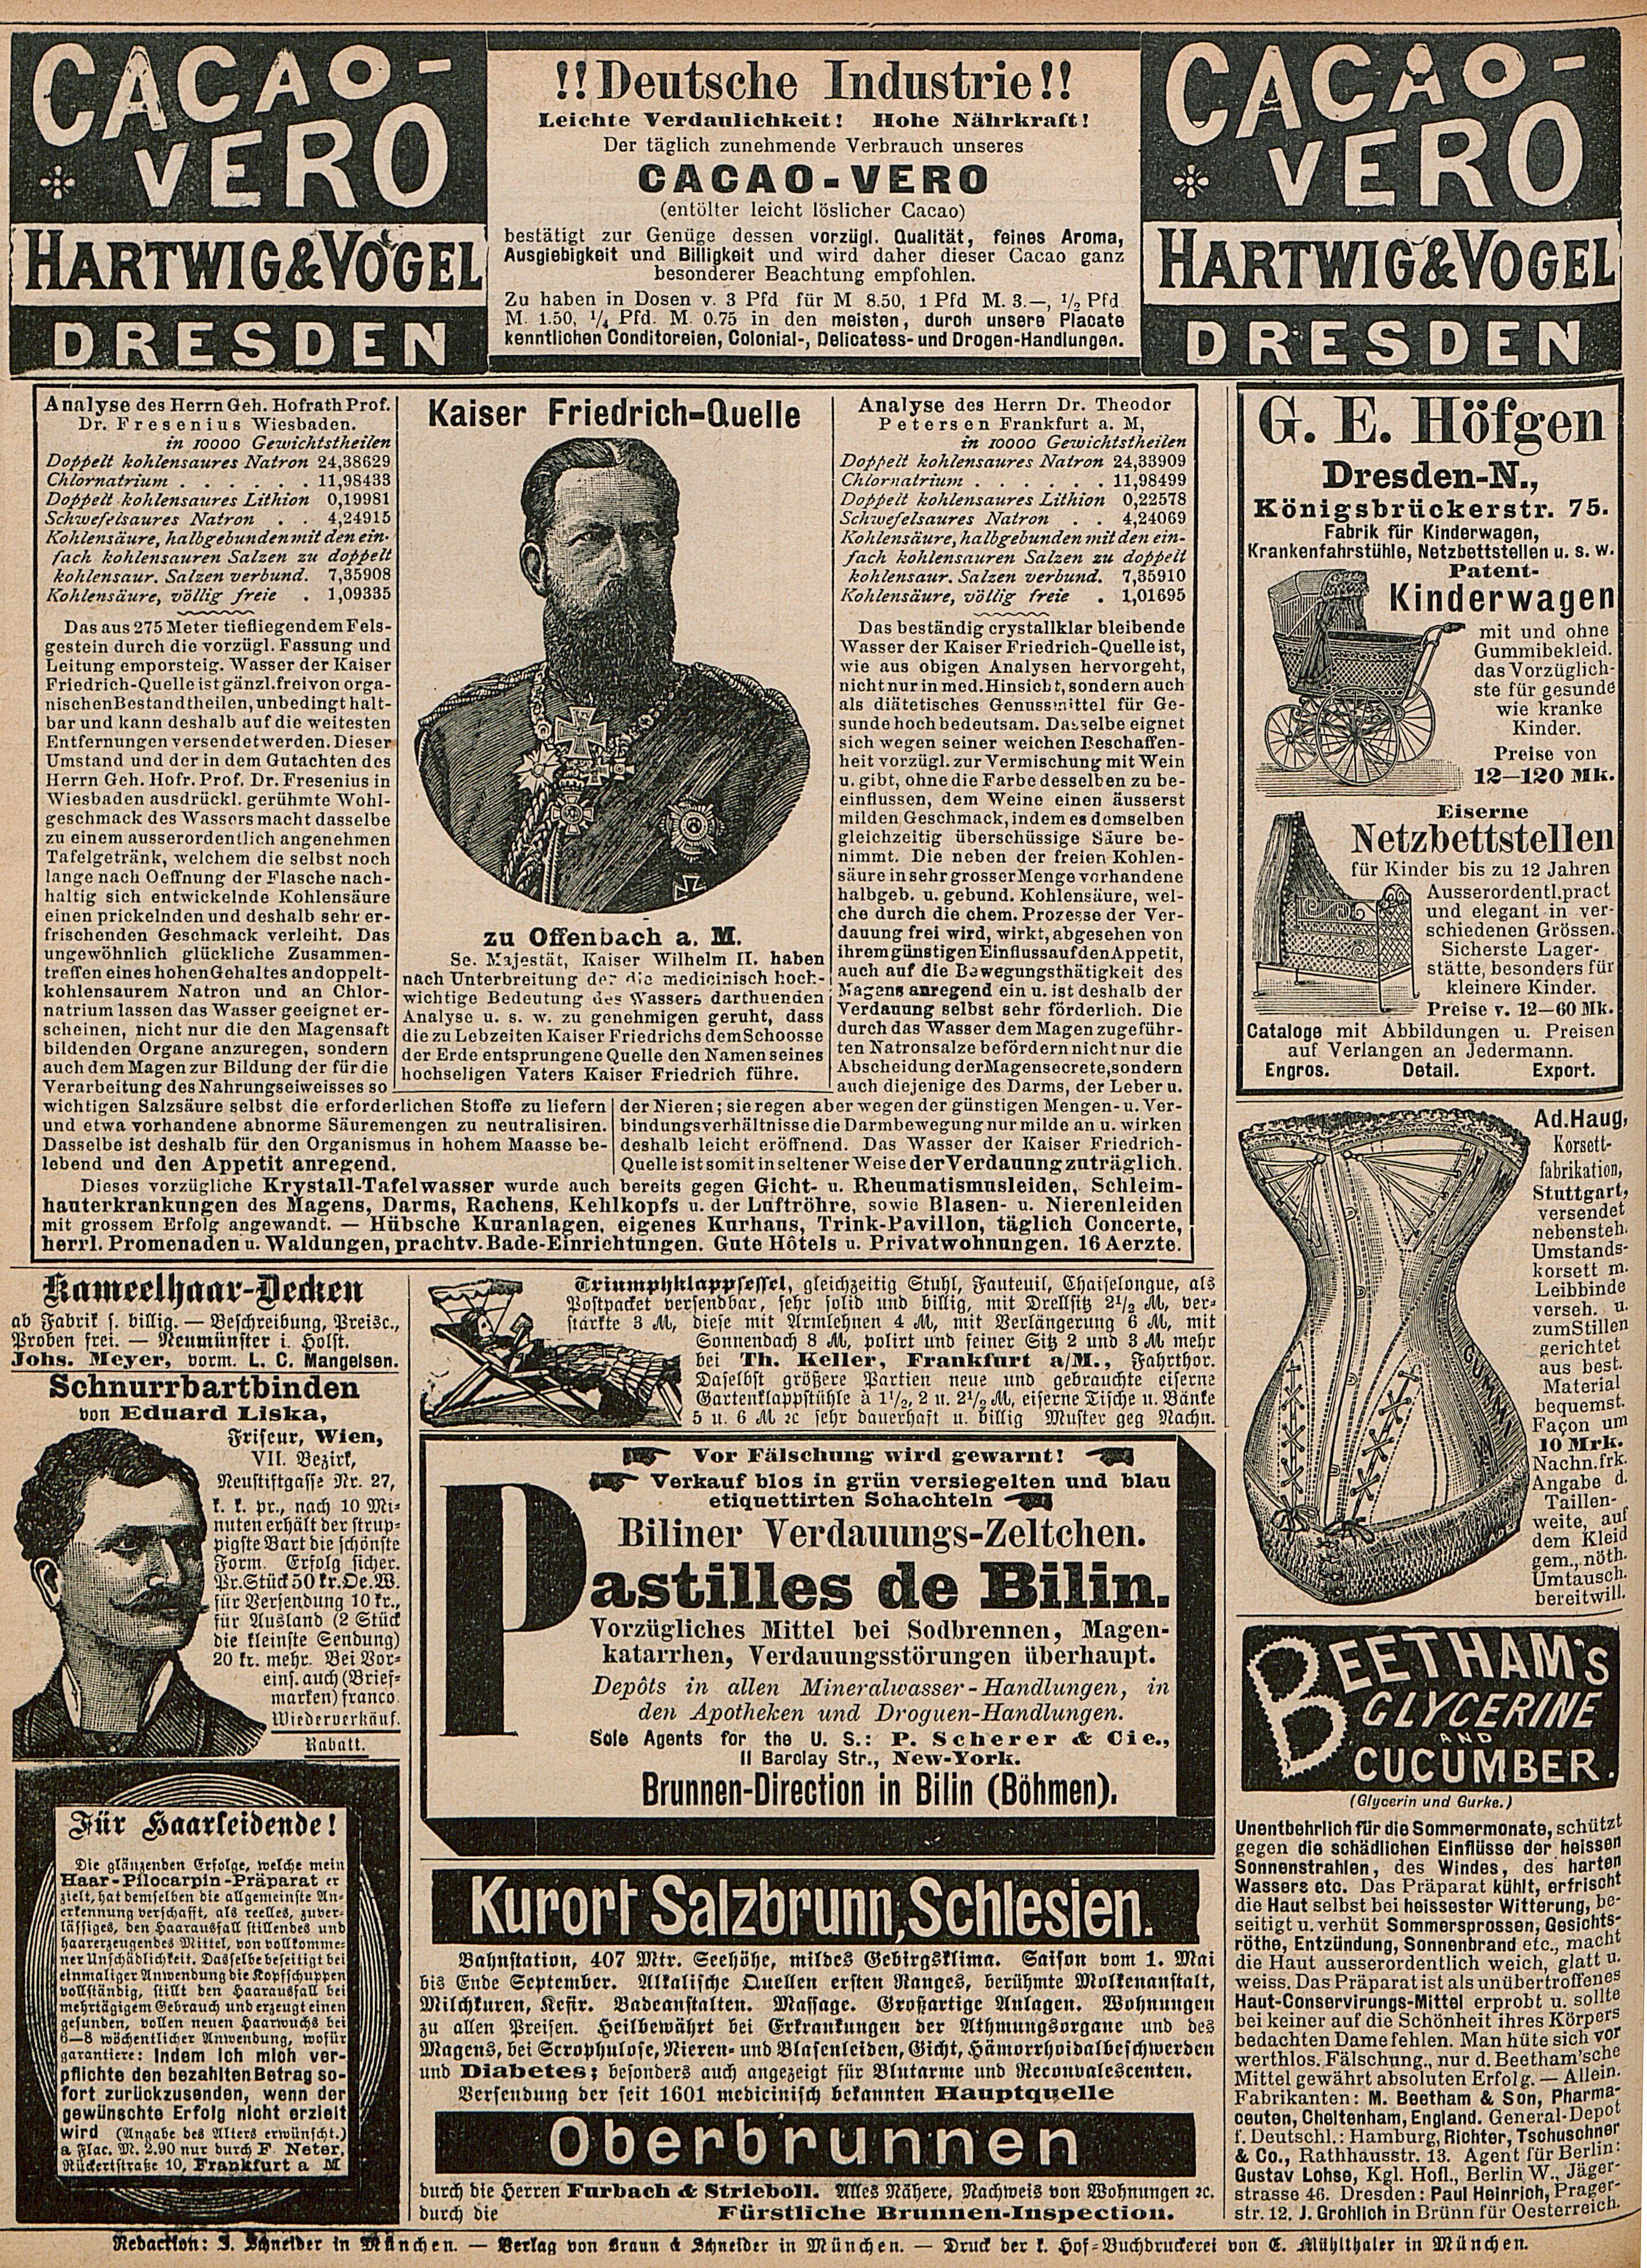 CACAO-
VERO
HARTWIG & VOGEL
DRESDEN
!! Deutsche Industrie !!
Leichte Verdaulichkeit! Hohe Nährkraft!
Der täglich zunehmende Verbrauch unseres
CACAO-VERO
(entölter leicht löslicher Cacao)
bestätigt zur Genüge dessen vorzügl. Qualität, feines Aroma,
Ausgiebigkeit und Billigkeit und wird daher dieser Cacao ganz
besonderer Beachtung empfohlen.
Zu haben in Dosen v. 3 Pfd für M 8.50, 1 Pfd M. 3.—, ½ Pfd
M. 1.50, ¼ Pfd. M. 0.75 in den meisten, durch unsere Placate
kenntlichen Conditoreien, Colonial-, Delicatess- und Drogen-Handlungen.
CACAO-
VERO
HARTWIG & VOGEL
DRESDEN
Analyse des Herrn Geh. Hofrath Prof.
Dr. Fresenius Wiesbaden.
in 10000 Gewichtstheilen
Doppelt kohlensaures Natron 24,38629
Chlornatrium . . . . . . 11,98433
Doppelt kohlensaures Lithion 0,19981
Schwefelsaures Natron . . 4,24915
Kohlensäure, halbgebunden mit den ein-
fach kohlensauren Salzen zu doppelt
kohlensaur. Salzen verbund. 7,35908
Kohlensäure, völlig freie . 1,09335
Das aus 275 Meter tiefliegendem Fels-
gestein durch die vorzügl. Fassung und
Leitung emporsteig. Wasser der Kaiser
Friedrich-Quelle ist gänzl. frei von orga-
nischen Bestandtheilen, unbedingt halt-
bar und kann deshalb auf die weitesten
Entfernungen versendet werden. Dieser
Umstand und der in dem Gutachten des
Herrn Geh. Hofr. Prof. Dr. Fresenius in
Wiesbaden ausdrückl. gerühmte Wohl-
geschmack des Wassers macht dasselbe
zu einem ausserordentlich angenehmen
Tafelgetränk, welchem die selbst noch
lange nach Oeffnung der Flasche nach-
haltig sich entwickelnde Kohlensäure
einen prickelnden und deshalb sehr er-
frischenden Geschmack verleiht. Das
ungewöhnlich glückliche Zusammen-
treffen eines hohen Gehaltes an doppelt-
kohlensaurem Natron und an Chlor-
natrium lassen das Wasser geeignet er-
scheinen, nicht nur die den Magensaft
bildenden Organe anzuregen, sondern
auch dem Magen zur Bildung der für die
Verarbeitung des Nahrungseiweisses so
wichtigen Salzsäure selbst die erforderlichen Stoffe zu liefern
und etwa vorhandene abnorme Säuremengen zu neutralisiren.
Dasselbe ist deshalb für den Organismus in hohem Maasse be-
lebend und den Appetit anregend.
Kaiser Friedrich-Quelle
zu Offenbach a. M.
Se. Majestät, Kaiser Wilhelm II. haben
nach Unterbreitung der die medicinisch hoch-
wichtige Bedeutung des Wassers darthuenden
Analyse u. s. w. zu genehmigen geruht, dass
die zu Lebzeiten Kaiser Friedrichs dem Schoosse
der Erde entsprungene Quelle den Namen seines
hochseligen Vaters Kaiser Friedrich führe.
Analyse des Herrn Dr. Theodor
Petersen Frankfurt a. M,
in 10000 Gewichtstheilen
Doppelt kohlensaures Natron 24,33909
Chlornatrium . . . . . . 11,98499
Doppelt kohlensaures Lithion 0,22578
Schwefelsaures Natron . . 4,24069
Kohlensäure, halbgebunden mit den ein-
fach kohlensauren Salzen zu doppelt
kohlensaur. Salzen verbund. 7,35910
Kohlensäure, völlig freie . 1,01695
Das beständig crystallklar bleibende
Wasser der Kaiser Friedrich-Quelle ist,
wie aus obigen Analysen hervorgeht,
nicht nur in med. Hinsicht, sondern auch
als diätetisches Genussmittel für Ge-
sunde hoch bedeutsam. Dasselbe eignet
sich wegen seiner weichen Beschaffen-
heit vorzügl. zur Vermischung mit Wein
u. gibt, ohne die Farbe desselben zu be-
einflussen, dem Weine einen äusserst
milden Geschmack, indem es demselben
gleichzeitig überschüssige Säure be-
nimmt. Die neben der freien Kohlen-
säure in sehr grosser Menge vorhandene
halbgeb. u. gebund. Kohlensäure, wel-
che durch die chem. Prozesse der Ver-
dauung frei wird, wirkt, abgesehen von
ihrem günstigen Einfluss auf den Appetit,
auch auf die Bewegungsthätigkeit des
Magens anregend ein u. ist deshalb der
Verdauung selbst sehr förderlich. Die
durch das Wasser dem Magen zugeführ-
ten Natronsalze befördern nicht nur die
Abscheidung der Magensecrete, sondern
auch diejenige des Darms, der Leber u.
der Nieren; sie regen aber wegen der günstigen Mengen- u. Ver-
bindungsverhältnisse die Darmbewegung nur milde an u. wirken
deshalb leicht eröffnend. Das Wasser der Kaiser Friedrich-
Quelle ist somit in seltener Weise der Verdauung zuträglich.
Dieses vorzügliche Krystall-Tafelwasser wurde auch bereits gegen Gicht- u. Rheumatismusleiden, Schleim-
hauterkrankungen des Magens, Darms, Rachens, Kehlkopfs u. der Luftröhre, sowie Blasen- u. Nierenleiden
mit grossem Erfolg angewandt. — Hübsche Kuranlagen, eigenes Kurhaus, Trink-Pavillon, täglich Concerte,
herrl. Promenaden u. Waldungen, prachtv. Bade-Einrichtungen. Gute Hôtels u. Privatwohnungen. 16 Aerzte.
G. E. Höfgen
Dresden-N.,
Königsbrückerstr. 75.
Fabrik für Kinderwagen,
Krankenfahrstühle, Netzbettstellen u. s. w.
Patent-
Kinderwagen
mit und ohne
Gummibekleid.
das Vorzüglich-
ste für gesunde
wie kranke
Kinder.
Preise von
12—120 Mk.
Eiserne
Netzbettstellen
für Kinder bis zu 12 Jahren
Ausserordentl. pract
und elegant in ver-
schiedenen Grössen.
Sicherste Lager-
stätte, besonders für
kleinere Kinder.
Preise v. 12—60 Mk.
Cataloge mit Abbildungen u. Preisen
auf Verlangen an Jedermann.
Engros. Detail. Export.
Ad. Haug,
Korsett-
fabrikation,
Stuttgart,
versendet
nebensteh.
Umstands-
korsett m.
Leibbinde
verseh. u.
zum Stillen
gerichtet
aus best.
Material
bequemst.
Façon um
10 Mrk.
Nachn. frk.
Angabe d.
Taillen-
weite, auf
dem Kleid
gem., nöth.
Umtausch.
bereitwill.
GUMMI
Kameelhaar-Decken
ab Fabrik s. billig. — Beschreibung, Preisc.,
Proben frei. — Neumünster i. Holst.
Johs. Meyer, vorm. L. C. Mangelsen.
Schnurrbartbinden
von Eduard Liska,
Friseur, Wien,
VII. Bezirk,
Neustiftgasse Nr. 27,
k. k. pr., nach 10 Mi-
nuten erhält der strup-
pigste Bart die schönste
Form. Erfolg sicher.
Pr. Stück 50 kr. Oe. W.
für Versendung 10 kr.,
für Ausland (2 Stück
die kleinste Sendung)
20 kr. mehr. Bei Vor-
eins. auch (Brief-
marken) franco
Wiederverkäuf.
Rabatt.
Triumphklappsessel, gleichzeitig Stuhl, Fauteuil, Chaiselongue, als
Postpacket versendbar, sehr solid und billig, mit Drellsitz 2½ M, ver-
stärkte 3 M, diese mit Armlehnen 4 M, mit Verlängerung 6 M, mit
Sonnendach 8 M, polirt und feiner Sitz 2 und 3 M mehr
bei Th. Keller, Frankfurt a/M., Fahrthor.
Daselbst größere Partien neue und gebrauchte eiserne
Gartenklappstühle à 1½, 2 u. 2½ M, eiserne Tische u. Bänke
5 u. 6 M ꝛc sehr dauerhaft u. billig Muster geg Nachn.
Vor Fälschung wird gewarnt!
Verkauf blos in grün versiegelten und blau
etiquettirten Schachteln
Biliner Verdauungs-Zeltchen.
Pastilles de Bilin.
Vorzügliches Mittel bei Sodbrennen, Magen-
katarrhen, Verdauungsstörungen überhaupt.
Depôts in allen Mineralwasser-Handlungen, in
den Apotheken und Droguen-Handlungen.
Sole Agents for the U. S.: P. Scherer & Cie.,
11 Barclay Str., New-York.
Brunnen-Direction in Bilin (Böhmen).
Für Haarleidende!
Die glänzenden Erfolge, welche mein
Haar-Pilocarpin-Präparat er
zielt, hat demselben die allgemeinste An-
erkennung verschafft, als reelles, zuver-
lässiges, den Haarausfall stillendes und
haarerzeugendes Mittel, von vollkomme-
ner Unschädlichkeit. Dasselbe beseitigt bei
einmaliger Anwendung die Kopfschuppen
vollständig, stillt den Haarausfall bei
mehrtägigem Gebrauch und erzeugt einen
gesunden, vollen neuen Haarwuchs bei
6—8 wöchentlicher Anwendung, wofür
garantiere: Indem ich mich ver-
pflichte den bezahlten Betrag so-
fort zurückzusenden, wenn der
gewünschte Erfolg nicht erzielt
wird (Angabe des Alters erwünscht.)
a Flac. M. 2.90 nur durch F. Neter,
Rückertstraße 10, Frankfurt a M
Kurort Salzbrunn, Schlesien.
Bahnstation, 407 Mtr. Seehöhe, mildes Gebirgsklima. Saison vom 1. Mai
bis Ende September. Alkalische Quellen ersten Ranges, berühmte Molkenanstalt,
Milchkuren, Kefir. Badeanstalten. Massage. Großartige Anlagen. Wohnungen
zu allen Preisen. Heilbewährt bei Erkrankungen der Athmungsorgane und des
Magens, bei Scrophulose, Nieren- und Blasenleiden, Gicht, Hämorrhoidalbeschwerden
und Diabetes; besonders auch angezeigt für Blutarme und Reconvalescenten.
Versendung der seit 1601 medicinisch bekannten Hauptquelle
Oberbrunnen
durch die Herren Furbach & Strieboll. Alles Nähere, Nachweis von Wohnungen ꝛc.
durch die Fürstliche Brunnen-Inspection.
BEETHAM's
GLYCERINE
AND
CUCUMBER.
(Glycerin und Gurke.)
Unentbehrlich für die Sommermonate, schützt
gegen die schädlichen Einflüsse der heissen
Sonnenstrahlen, des Windes, des harten
Wassers etc. Das Präparat kühlt, erfrischt
die Haut selbst bei heissester Witterung, be-
seitigt u. verhüt Sommersprossen, Gesichts-
röthe, Entzündung, Sonnenbrand etc., macht
die Haut ausserordentlich weich, glatt u.
weiss. Das Präparat ist als unübertroffenes
Haut-Conservirungs-Mittel erprobt u. sollte
bei keiner auf die Schönheit ihres Körpers
bedachten Dame fehlen. Man hüte sich vor
werthlos. Fälschung., nur d. Beetham'sche
Mittel gewährt absoluten Erfolg. — Allein.
Fabrikanten: M. Beetham & Son, Pharma-
ceuten, Cheltenham, England. General-Depot
f. Deutschl.: Hamburg, Richter, Tschuschner
& Co., Rathhausstr. 13. Agent für Berlin:
Gustav Lohse, Kgl. Hofl., Berlin W., Jäger-
strasse 46. Dresden: Paul Heinrich, Prager-
str. 12. J. Grohlich in Brünn für Oesterreich.
Redaction: J. Schneider in München. — Verlag von Braun & Schneider in München. — Druck der k. Hof-Buchdruckerei von E. Mühlthaler in München.